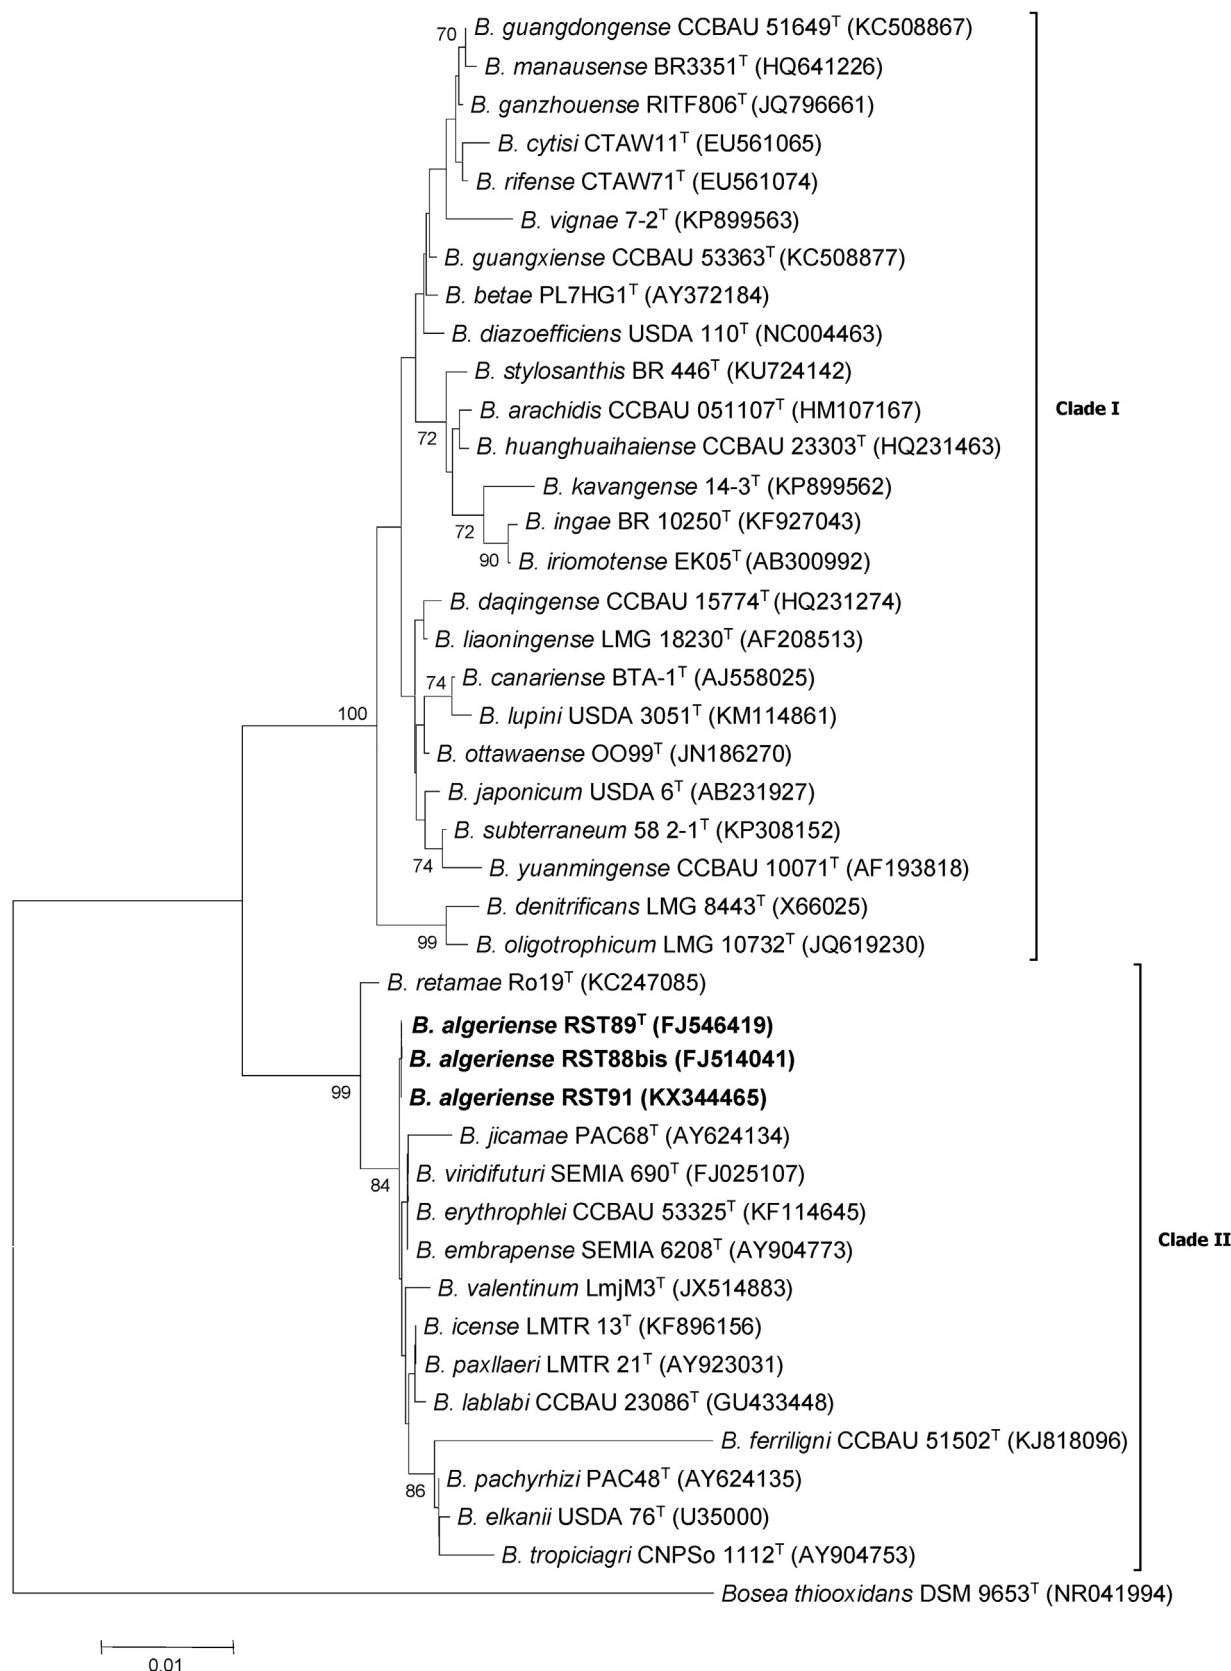 70
B. guangdongense CCBAU 51649ᵀ (KC508867)
B. manausense BR3351ᵀ (HQ641226)
B. ganzhouense RITF806ᵀ (JQ796661)
B. cytisi CTAW11ᵀ (EU561065)
B. rifense CTAW71ᵀ (EU561074)
B. vignae 7-2ᵀ (KP899563)
B. guangxiense CCBAU 53363ᵀ (KC508877)
B. betae PL7HG1ᵀ (AY372184)
B. diazoefficiens USDA 110ᵀ (NC004463)
B. stylosanthis BR 446ᵀ (KU724142)
B. arachidis CCBAU 051107ᵀ (HM107167)
Clade I
72
B. huanghuaihaiense CCBAU 23303ᵀ (HQ231463)
B. kavangense 14-3ᵀ (KP899562)
B. ingae BR 10250ᵀ (KF927043)
72
B. iriomotense EK05ᵀ (AB300992)
90
B. daqingense CCBAU 15774ᵀ (HQ231274)
B. liaoningense LMG 18230ᵀ (AF208513)
B. canariense BTA-1ᵀ (AJ558025)
74
B. lupini USDA 3051ᵀ (KM114861)
100
B. ottawaense OO99ᵀ (JN186270)
B. japonicum USDA 6ᵀ (AB231927)
B. subterraneum 58 2-1ᵀ (KP308152)
B. yuanmingense CCBAU 10071ᵀ (AF193818)
74
B. denitrificans LMG 8443ᵀ (X66025)
B. oligotrophicum LMG 10732ᵀ (JQ619230)
99
B. retamae Ro19ᵀ (KC247085)
B. algeriense RST89ᵀ (FJ546419)
B. algeriense RST88bis (FJ514041)
B. algeriense RST91 (KX344465)
99
B. jicamae PAC68ᵀ (AY624134)
B. viridifuturi SEMIA 690ᵀ (FJ025107)
84
B. erythrophlei CCBAU 53325ᵀ (KF114645)
B. embrapense SEMIA 6208ᵀ (AY904773)
Clade II
B. valentinum LmjM3ᵀ (JX514883)
B. icense LMTR 13ᵀ (KF896156)
B. paxllaeri LMTR 21ᵀ (AY923031)
B. lablabi CCBAU 23086ᵀ (GU433448)
B. ferriligni CCBAU 51502ᵀ (KJ818096)
B. pachyrhizi PAC48ᵀ (AY624135)
86
B. elkanii USDA 76ᵀ (U35000)
B. tropiciagri CNPSo 1112ᵀ (AY904753)
Bosea thiooxidans DSM 9653ᵀ (NR041994)
0.01